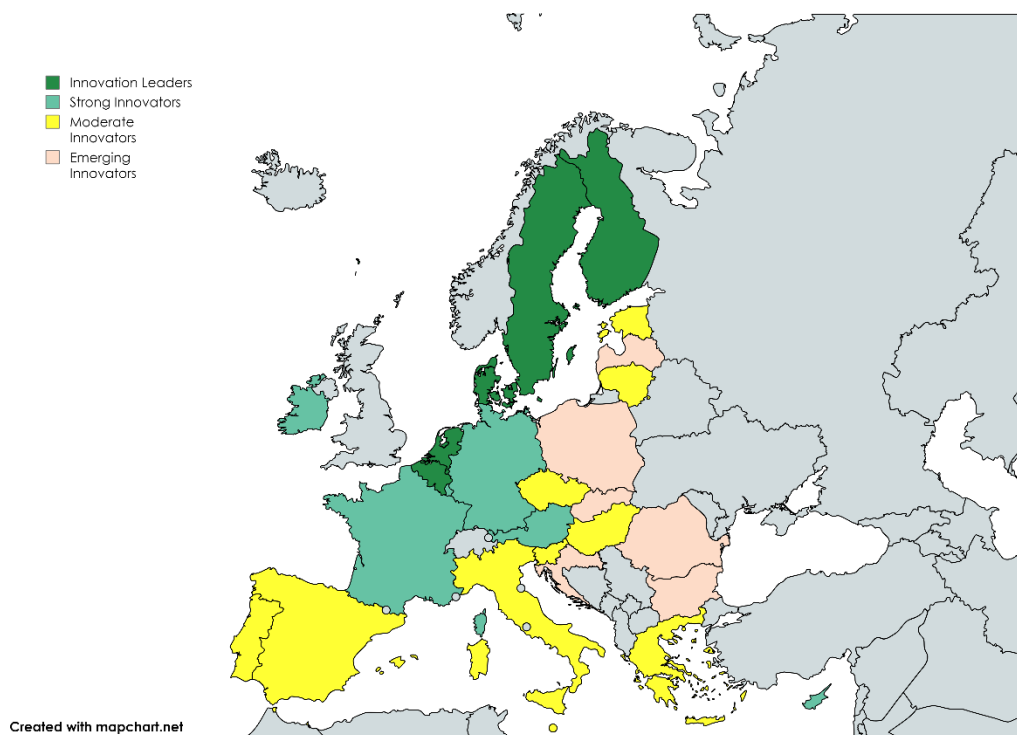 Innovation Leaders
Strong Innovators
Moderate
Innovators
Emerging
Innovators
Created with mapchart.net